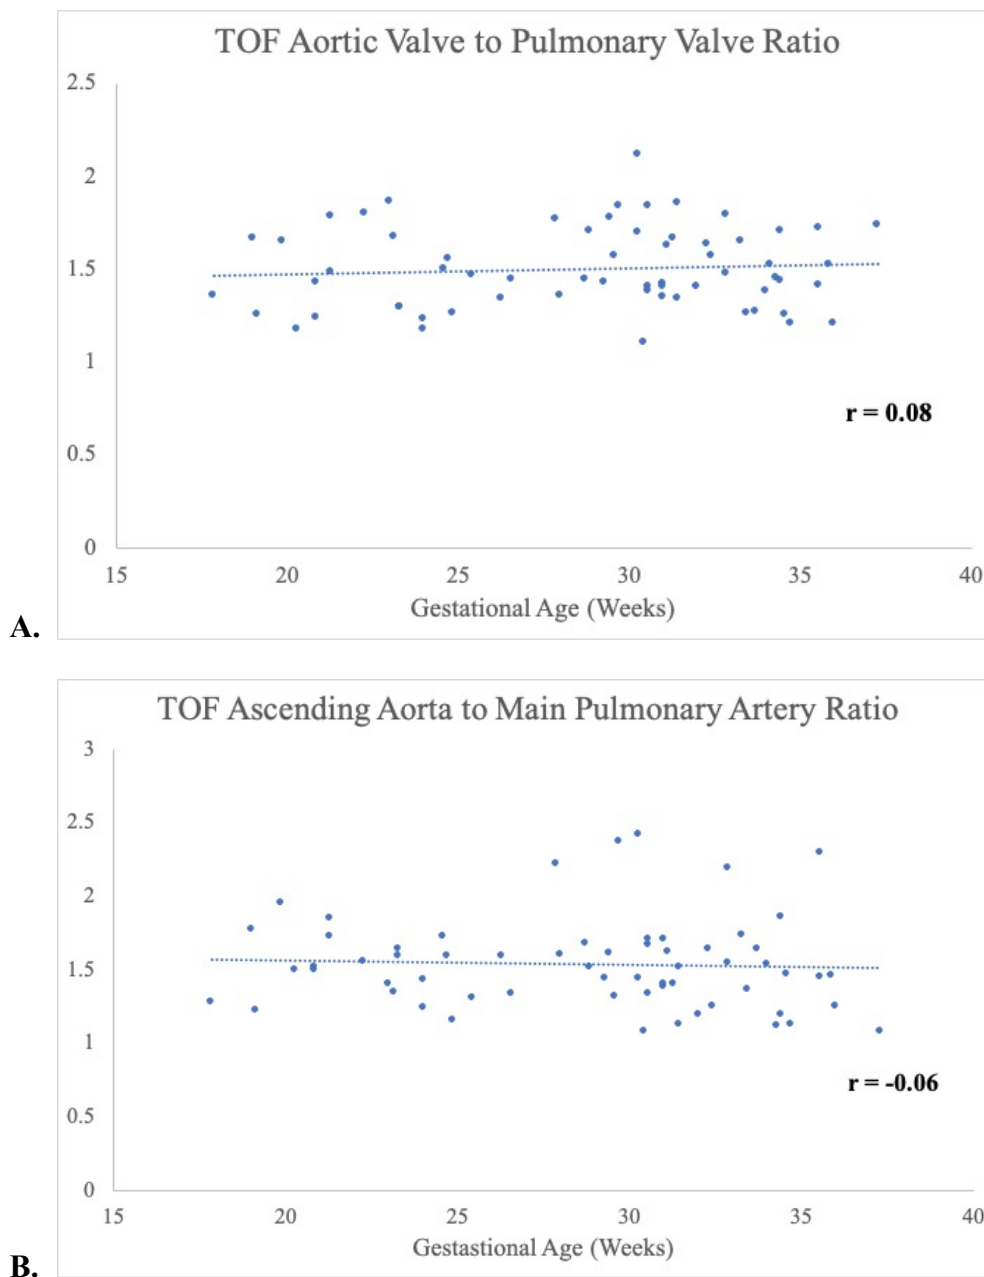 TOF Aortic Valve to Pulmonary Valve Ratio
2.5
2
1.5
1
r = 0.08
0.5
0
15 20 25 30 35 40
Gestational Age (Weeks)
A.
TOF Ascending Aorta to Main Pulmonary Artery Ratio
3
2.5
2
1.5
1
r = -0.06
0.5
0
15 20 25 30 35 40
Gestastional Age (Weeks)
B.